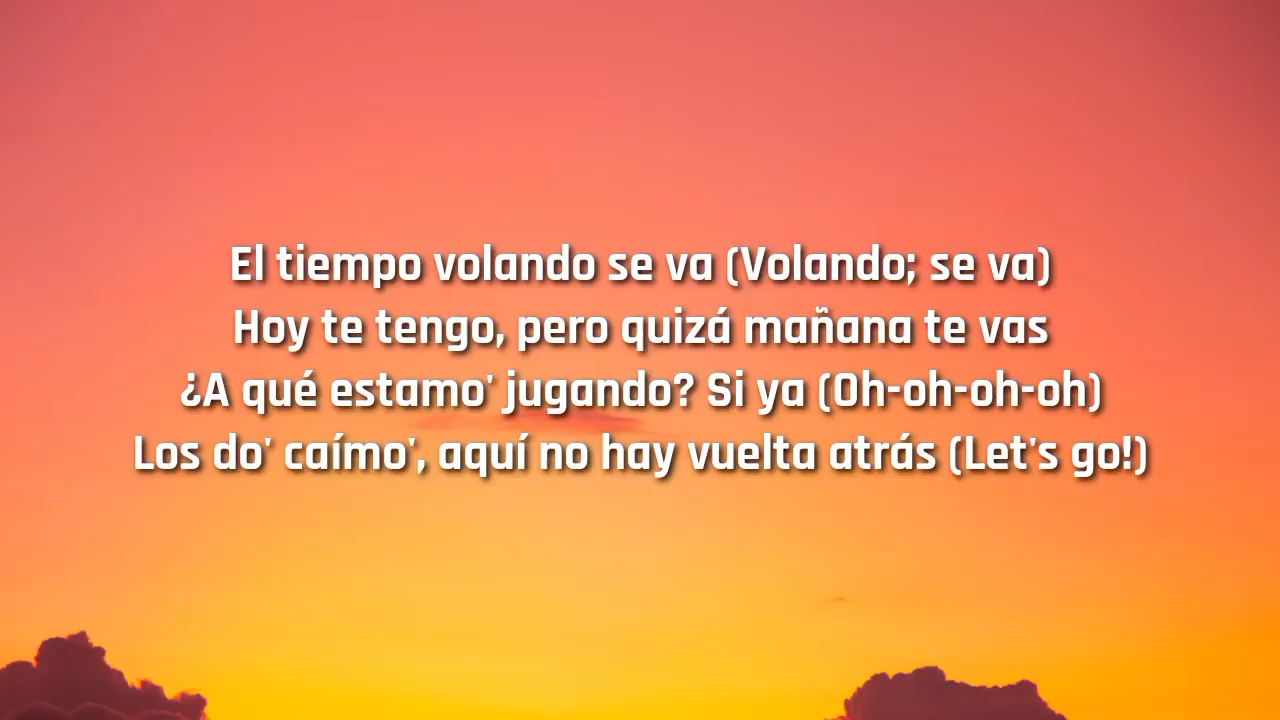 El tiempo volando se va (Volando; se va)
Hoy te tengo, pero quizá mañana te vas
¿A qué estamo' jugando? Si ya (Oh-oh-oh-oh)
Los do' caímo', aquí no hay vuelta atrás (Let's go!)